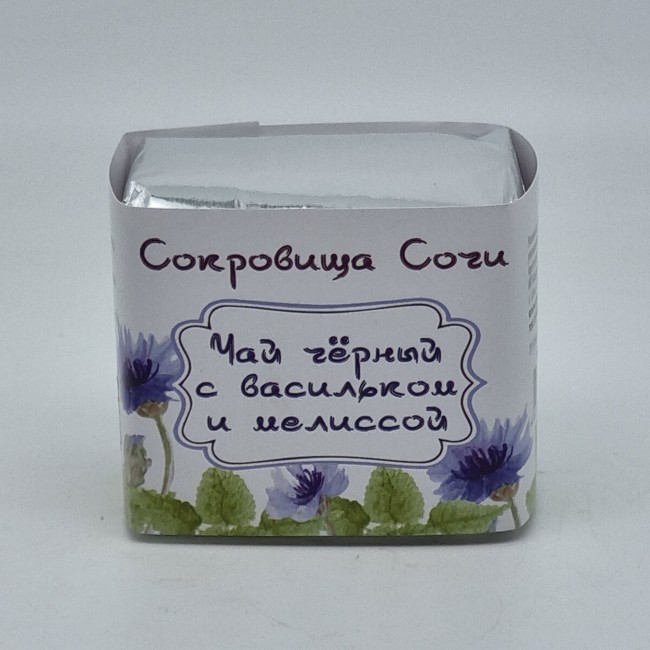 Сокровища Сочи
Чай чёрный
с васильком
и мелиссой